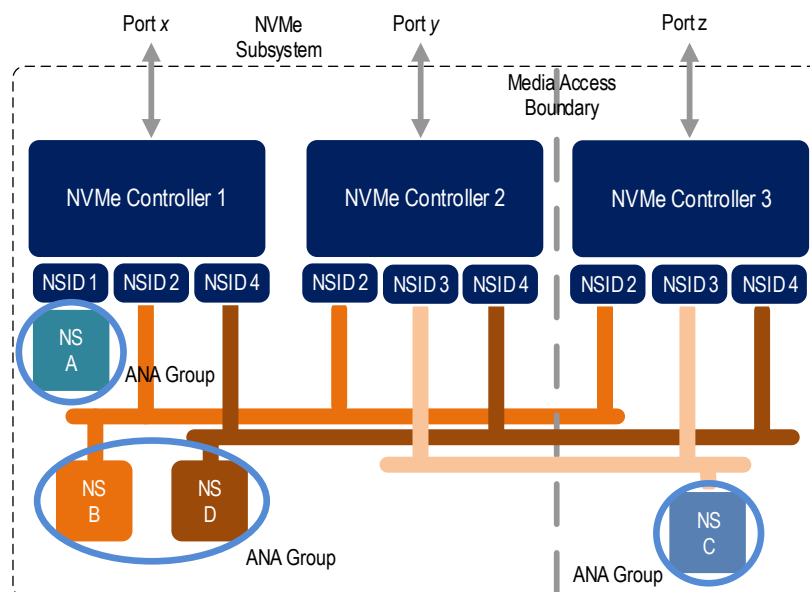 Port x
NVMe
Subsystem
Port y
Port z
Media Access
Boundary
NVMe Controller 1
NVMe Controller 2
NVMe Controller 3
NSID 1
NSID 2
NSID 4
NSID 2
NSID 3
NSID 4
NSID 2
NSID 3
NSID 4
NS
A
ANA Group
NS
B
NS
D
ANA Group
NS
C
ANA Group